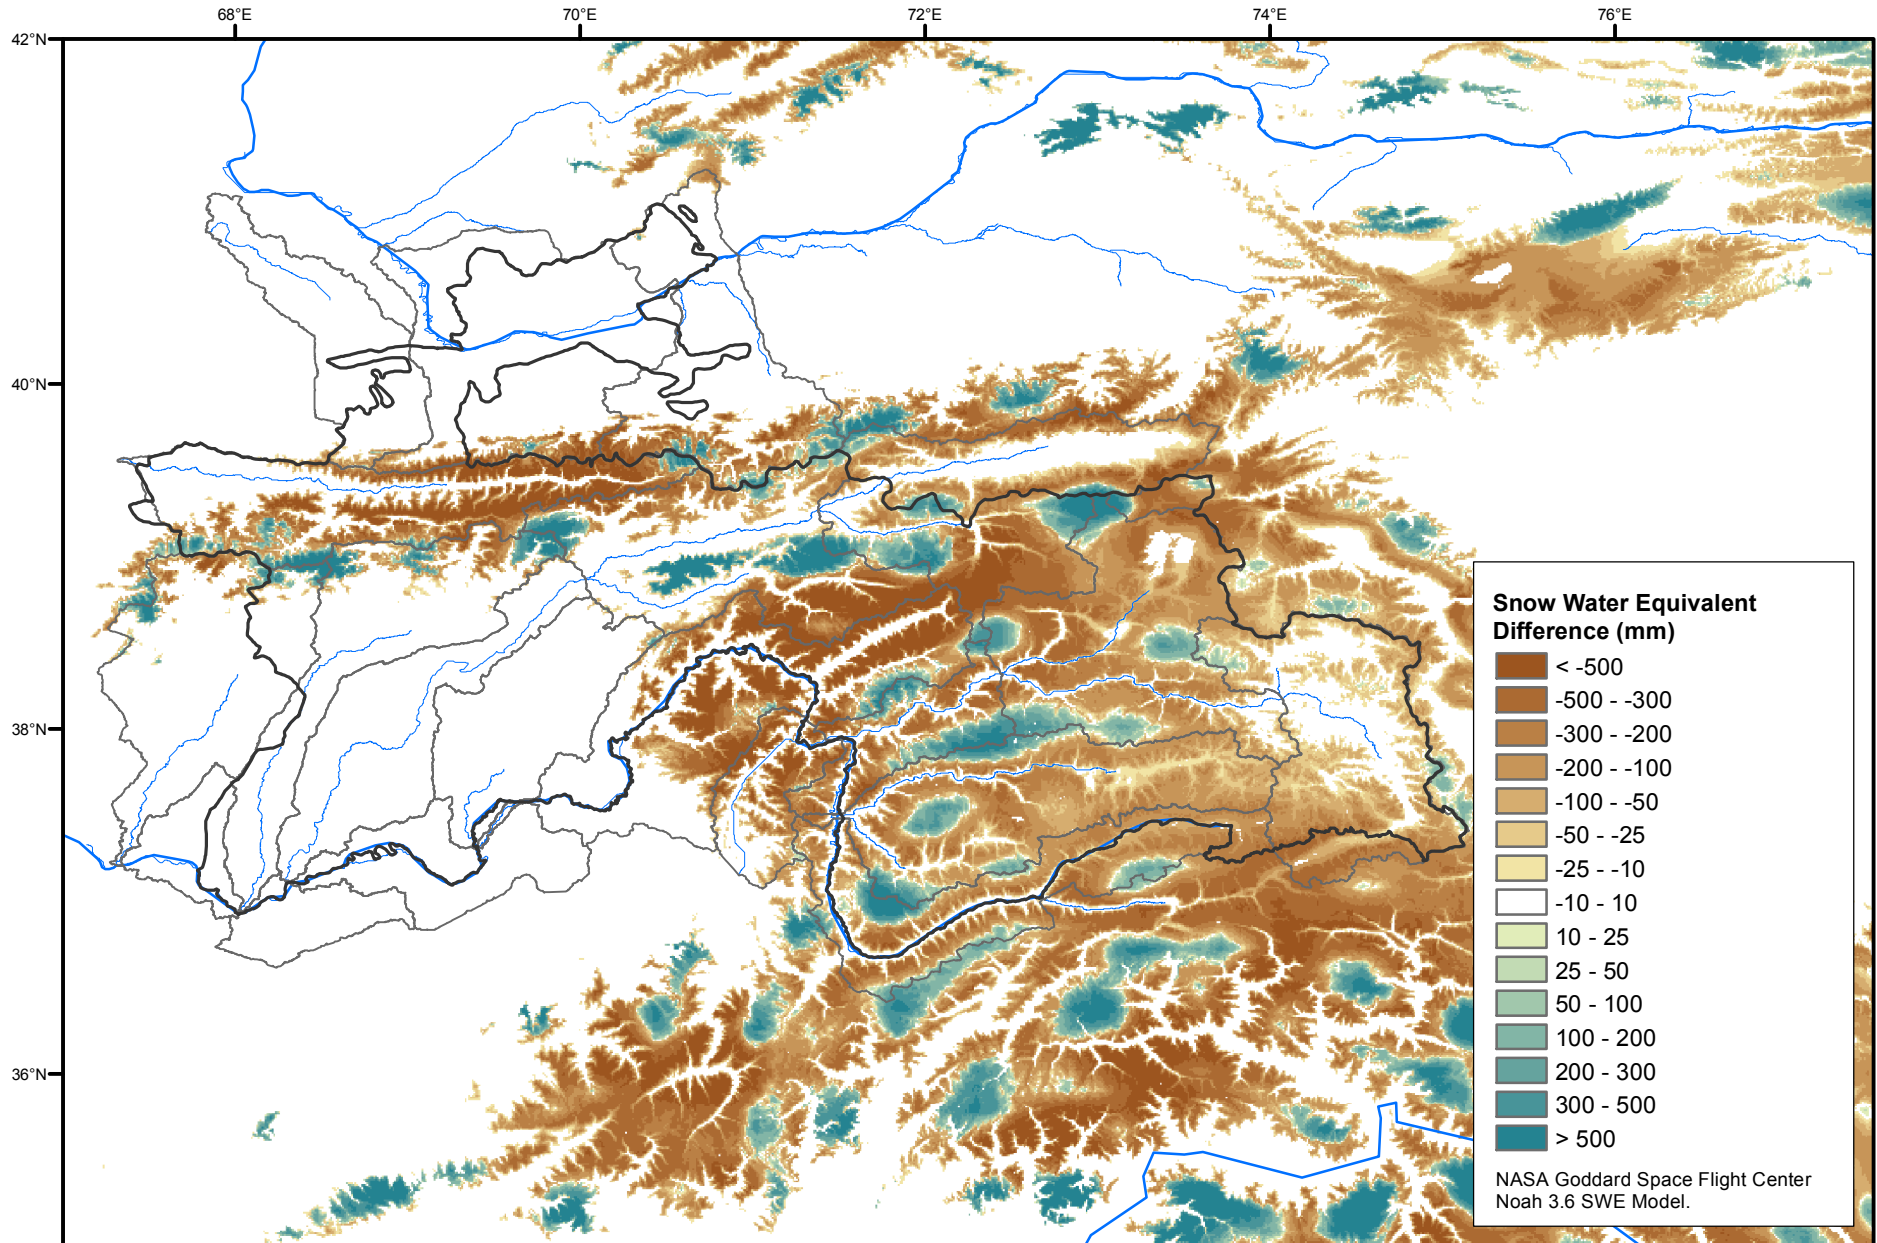 68°E
70°E
72°E
74°E
76°E
42°N
40°N
38°N
36°N
Snow Water Equivalent
Difference (mm)
< -500
-500 - -300
-300 - -200
-200 - -100
-100 - -50
-50 - -25
-25 - -10
-10 - 10
10 - 25
25 - 50
50 - 100
100 - 200
200 - 300
300 - 500
> 500
NASA Goddard Space Flight Center
Noah 3.6 SWE Model.